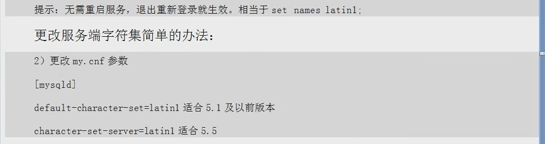 提示：无需重启服务，退出重新登录就生效。相当于 set names latin1;
更改服务端字符集简单的办法：
2）更改 my.cnf 参数
[mysqld]
default-character-set=latin1 适合 5.1 及以前版本
character-set-server=latin1 适合 5.5